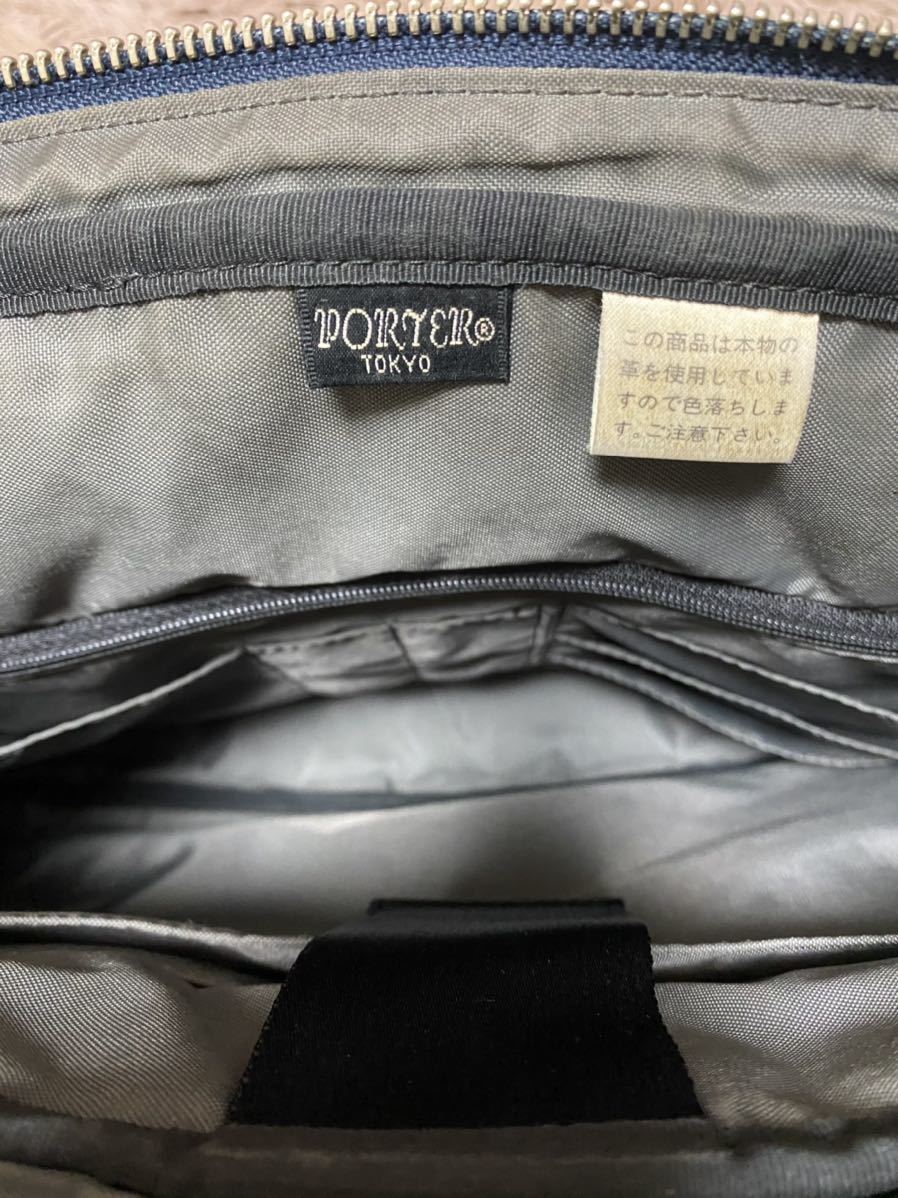 PORTER®
TOKYO
この商品は本物の
革を使用していま
すので色落ちしま
す。ご注意下さい。